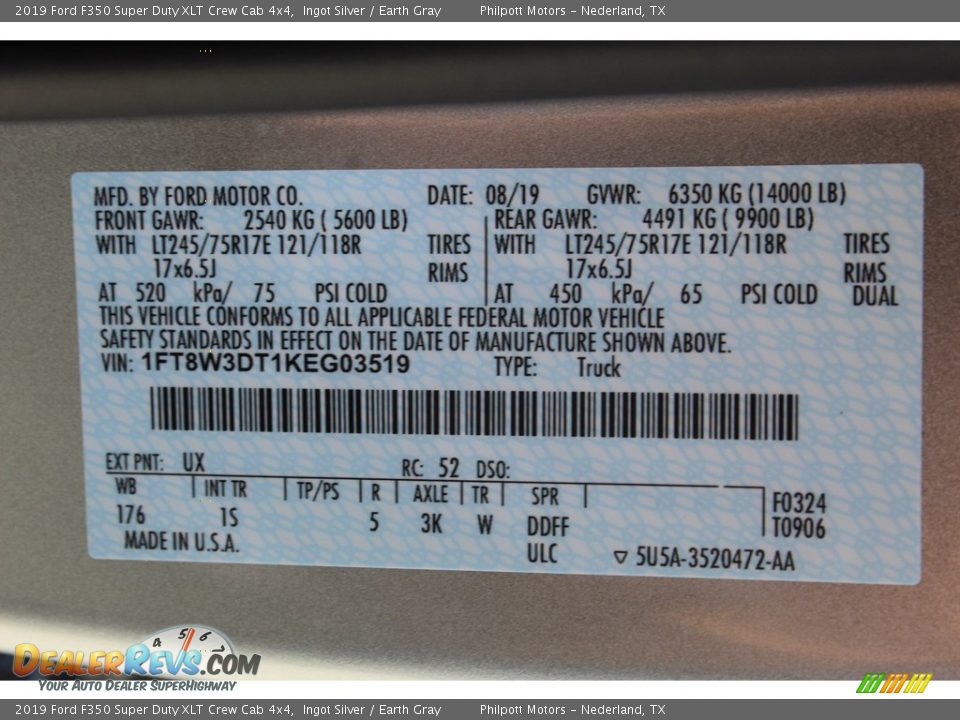 2019 Ford F350 Super Duty XLT Crew Cab 4x4, Ingot Silver / Earth Gray Philpott Motors - Nederland, TX
MFD. BY FORD MOTOR CO. DATE: 08/19 GVWR: 6350 KG (14000 LB)
FRONT GAWR: 2540 KG ( 5600 LB) REAR GAWR: 4491 KG ( 9900 LB)
WITH LT245/75R17E 121/118R TIRES WITH LT245/75R17E 121/118R TIRES
17x6.5J RIMS 17x6.5J RIMS
AT 520 kPa/ 75 PSI COLD AT 450 kPa/ 65 PSI COLD DUAL
THIS VEHICLE CONFORMS TO ALL APPLICABLE FEDERAL MOTOR VEHICLE
SAFETY STANDARDS IN EFFECT ON THE DATE OF MANUFACTURE SHOWN ABOVE.
VIN: 1FT8W3DT1KEG03519 TYPE: Truck
EXT PNT: UX RC: 52 DSO:
WB INT TR TP/PS R AXLE TR SPR F0324
176 1S 5 3K W DDFF T0906
MADE IN U.S.A. ULC ▽ 5U5A-3520472-AA
4 5 6
DEALERREVS.COM
YOUR AUTO DEALER SUPERHIGHWAY
2019 Ford F350 Super Duty XLT Crew Cab 4x4, Ingot Silver / Earth Gray Philpott Motors - Nederland, TX